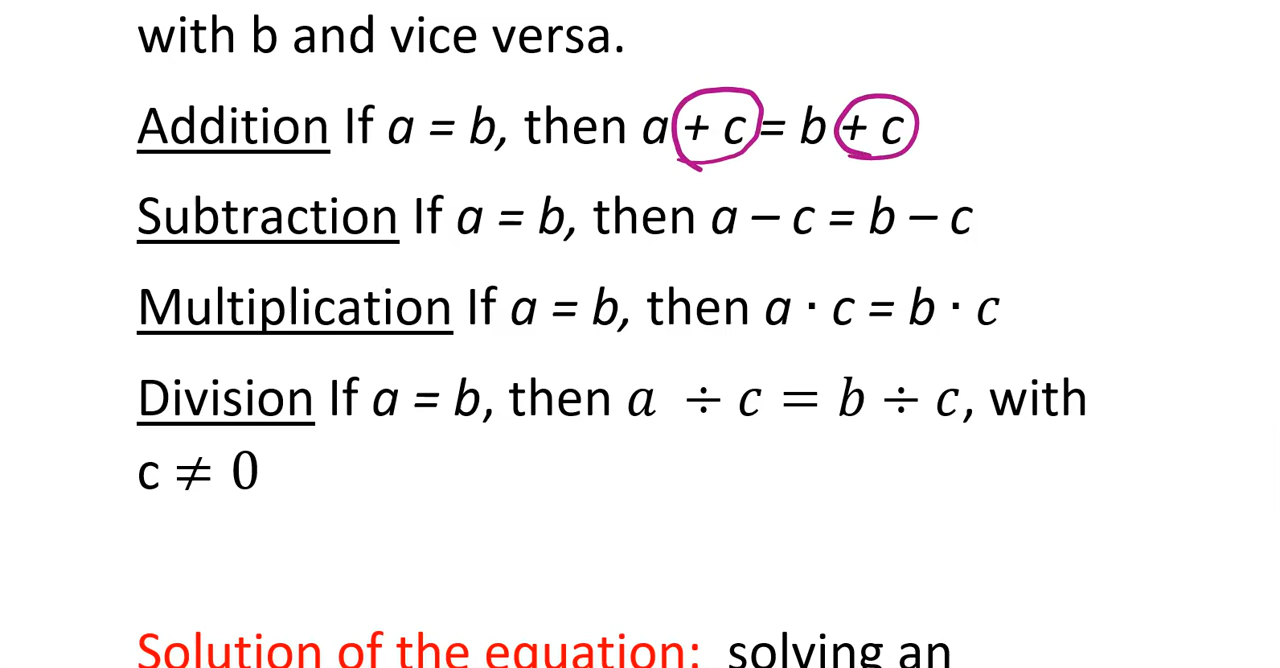 with b and vice versa.
Addition If a = b, then a + c = b + c
Subtraction If a = b, then a – c = b – c
Multiplication If a = b, then a · c = b · c
Division If a = b, then a ÷ c = b ÷ c, with
c ≠ 0
Solution of the equation: solving an